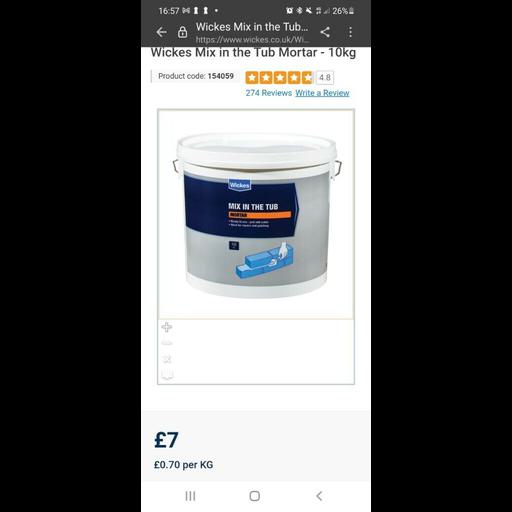 16:57
26%
Wickes Mix in the Tub...
https://www.wickes.co.uk/Wi...
Wickes Mix in the Tub Mortar - 10kg
Product code: 154059
4.8
274 Reviews Write a Review
Wickes
MIX IN THE TUB
MORTAR
£7
£0.70 per KG